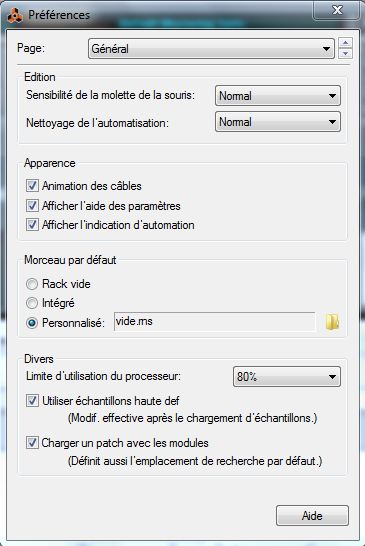 Préférences
Page: Général
Edition
Sensibilité de la molette de la souris: Normal
Nettoyage de l'automatisation: Normal
Apparence
Animation des câbles
Afficher l'aide des paramètres
Afficher l'indication d'automation
Morceau par défaut
Rack vide
Intégré
Personnalisé: vide.rns
Divers
Limite d'utilisation du processeur: 80%
Utiliser échantillons haute def
(Modif. effective après le chargement d'échantillons.)
Charger un patch avec les modules
(Définit aussi l'emplacement de recherche par défaut.)
Aide